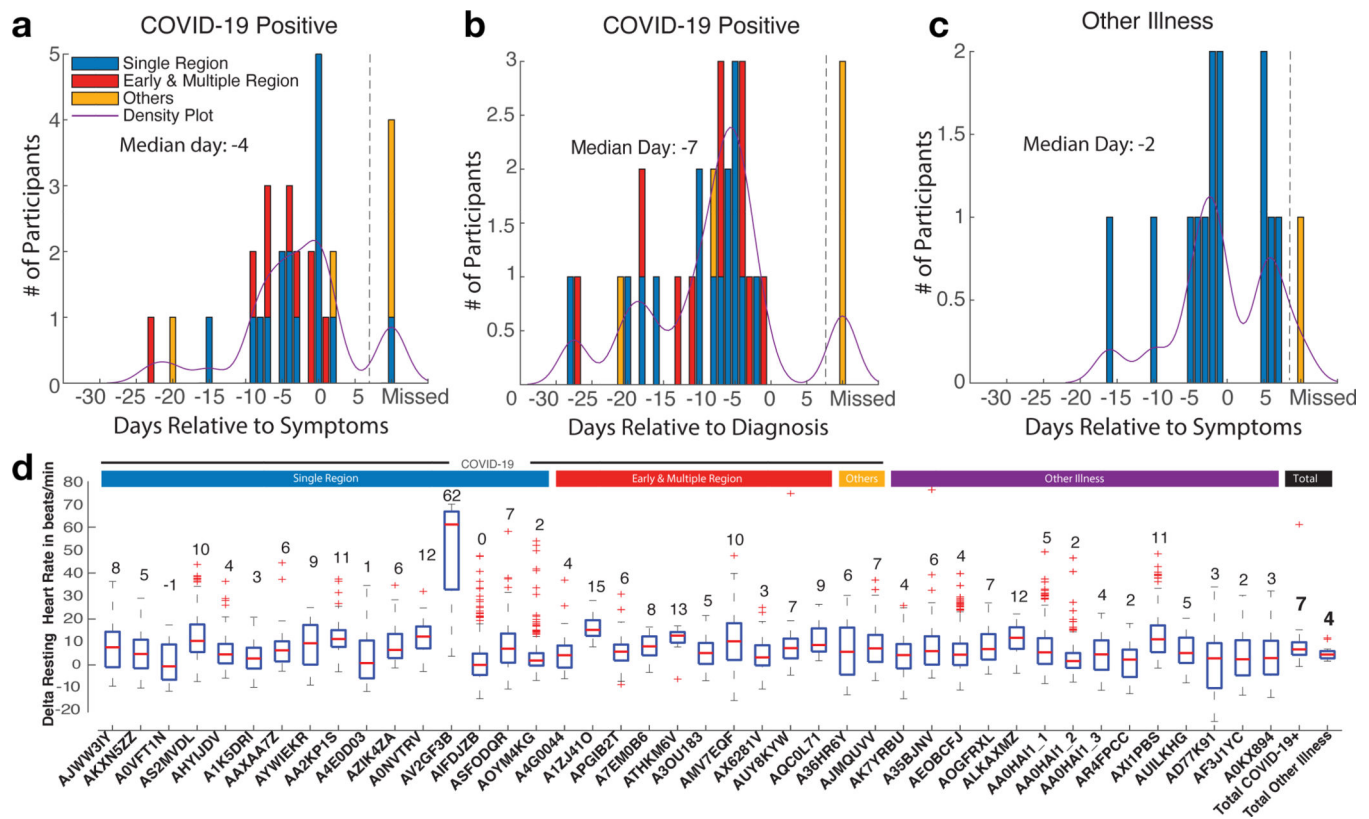 a
COVID-19 Positive
5
4
3
2
1
0
Single Region
Early & Multiple Region
Others
Density Plot
Median day: -4
# of Participants
-30 -25 -20 -15 -10 -5 0 5 Missed
Days Relative to Symptoms
b
COVID-19 Positive
3
2.5
2
1.5
1
0.5
0
Median Day: -7
# of Participants
-30 -25 -20 -15 -10 -5 0 Missed
Days Relative to Diagnosis
c
Other Illness
2
1.5
1
0.5
0
Median Day: -2
# of Participants
-30 -25 -20 -15 -10 -5 0 5 Missed
Days Relative to Symptoms
d
COVID-19
Single Region Early & Multiple Region Others Other Illness Total
Delta Resting Heart Rate in beats/min
80
70
60
50
40
30
20
10
0
-10
-20
8 5 -1 10 4 3 6 9 11 1 6 12 62 0 7 2 4 15 6 8 13 5 10 3 7 9 6 7 4 6 4 7 12 5 2 4 2 11 5 3 2 3 7 4
AJWW3IY
AKXN5ZZ
A0VFT1N
AS2MVDL
AHYIJDV
A1K5DRI
AAXAA7Z
AYWIEKR
AA2KP1S
A4E0D03
AZIK4ZA
A0NVTRV
AV2GF3B
AIFDJZB
ASFODQR
AOYM4KG
A4G0044
A1ZJ41O
APGIB2T
A7EM0B6
ATHKM6V
A3OU183
AMV7EQF
AX6281V
AUY8KYW
AQC0L71
A36HR6Y
AJMQUVV
AK7YRBU
A35BJNV
AEOBCFJ
AOGFRXL
ALKAXMZ
AA0HAI1_1
AA0HAI1_2
AA0HAI1_3
AR4FPCC
AXI1PBS
AUILKHG
AD77K91
AF3J1YC
A0KX894
Total COVID-19+
Total Other Illness